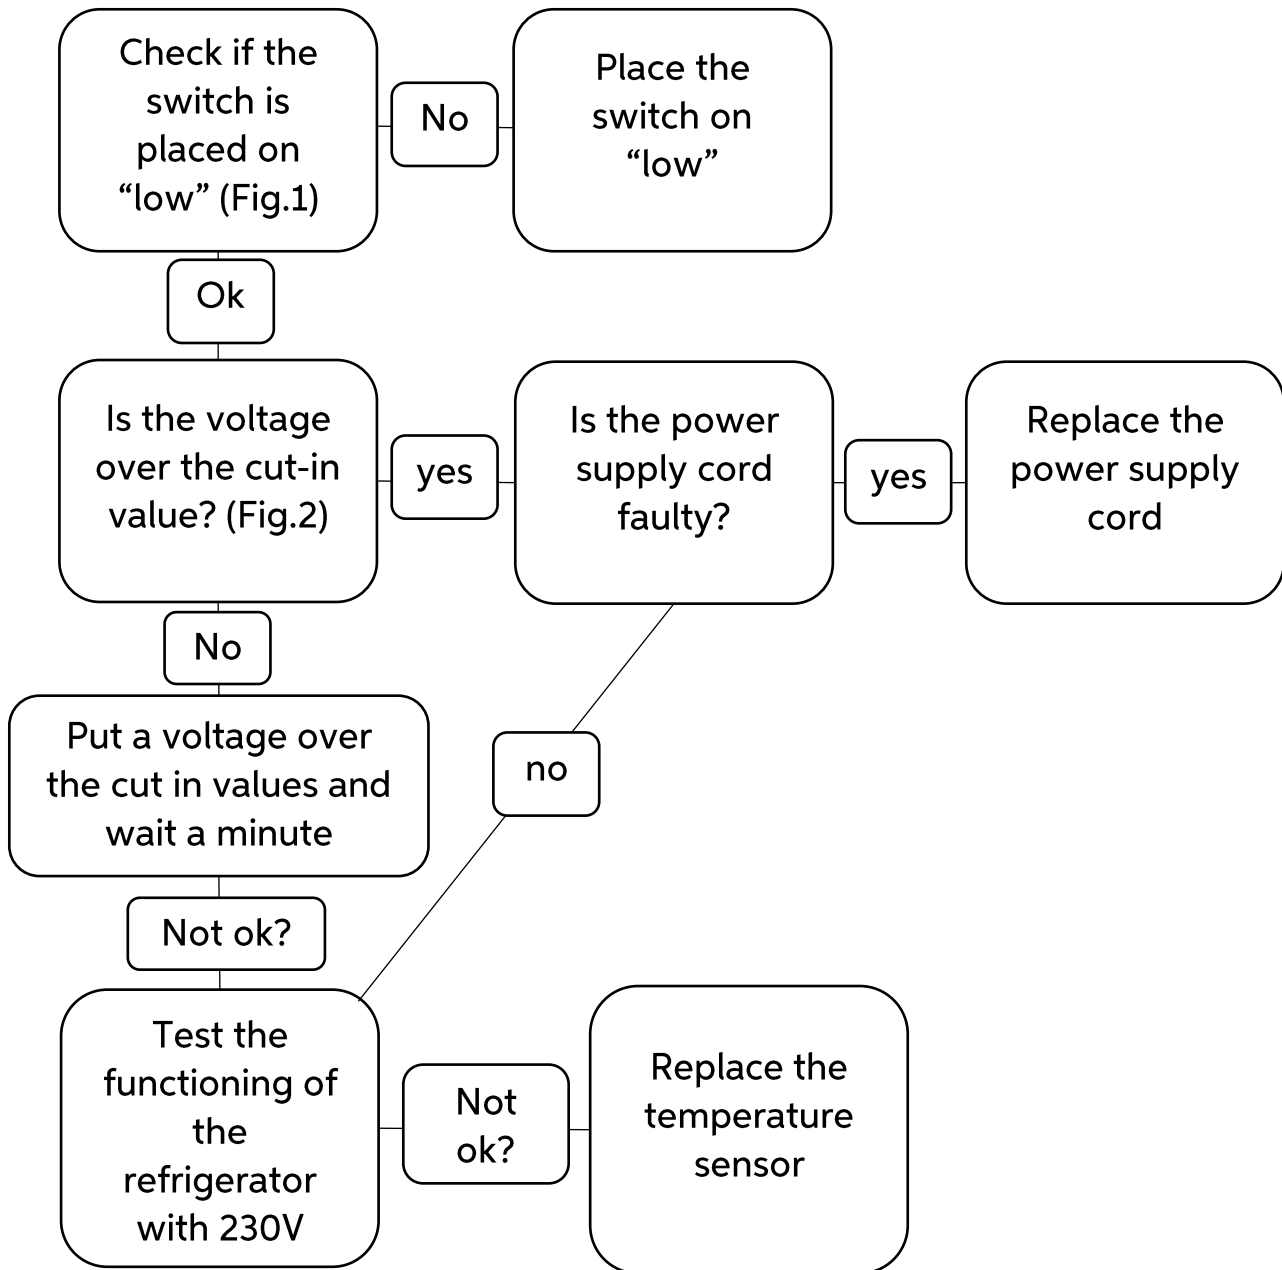 Check if the
switch is
placed on
“low” (Fig.1)
No
Place the
switch on
“low”
Ok
Is the voltage
over the cut-in
value? (Fig.2)
yes
Is the power
supply cord
faulty?
yes
Replace the
power supply
cord
No
Put a voltage over
the cut in values and
wait a minute
no
Not ok?
Test the
functioning of
the
refrigerator
with 230V
Not
ok?
Replace the
temperature
sensor